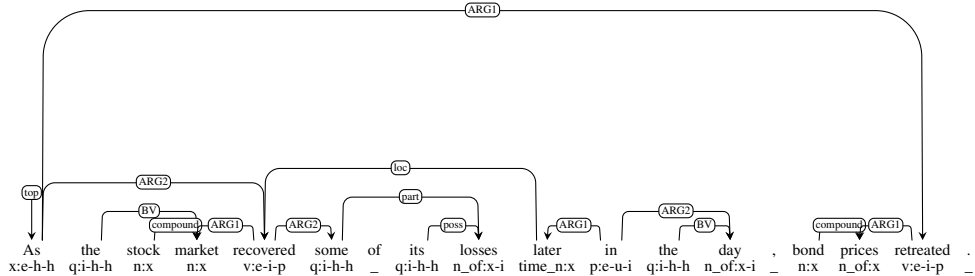 ARG1
loc
ARG2
part
top
BV
compound
ARG1
ARG2
poss
ARG1
ARG2
BV
compound
ARG1
As the stock market recovered some of its losses later in the day , bond prices retreated .
x:e-h-h q:i-h-h n:x n:x v:e-i-p q:i-h-h _ q:i-h-h n_of:x-i time_n:x p:e-u-i q:i-h-h n_of:x-i _ n:x n_of:x v:e-i-p _